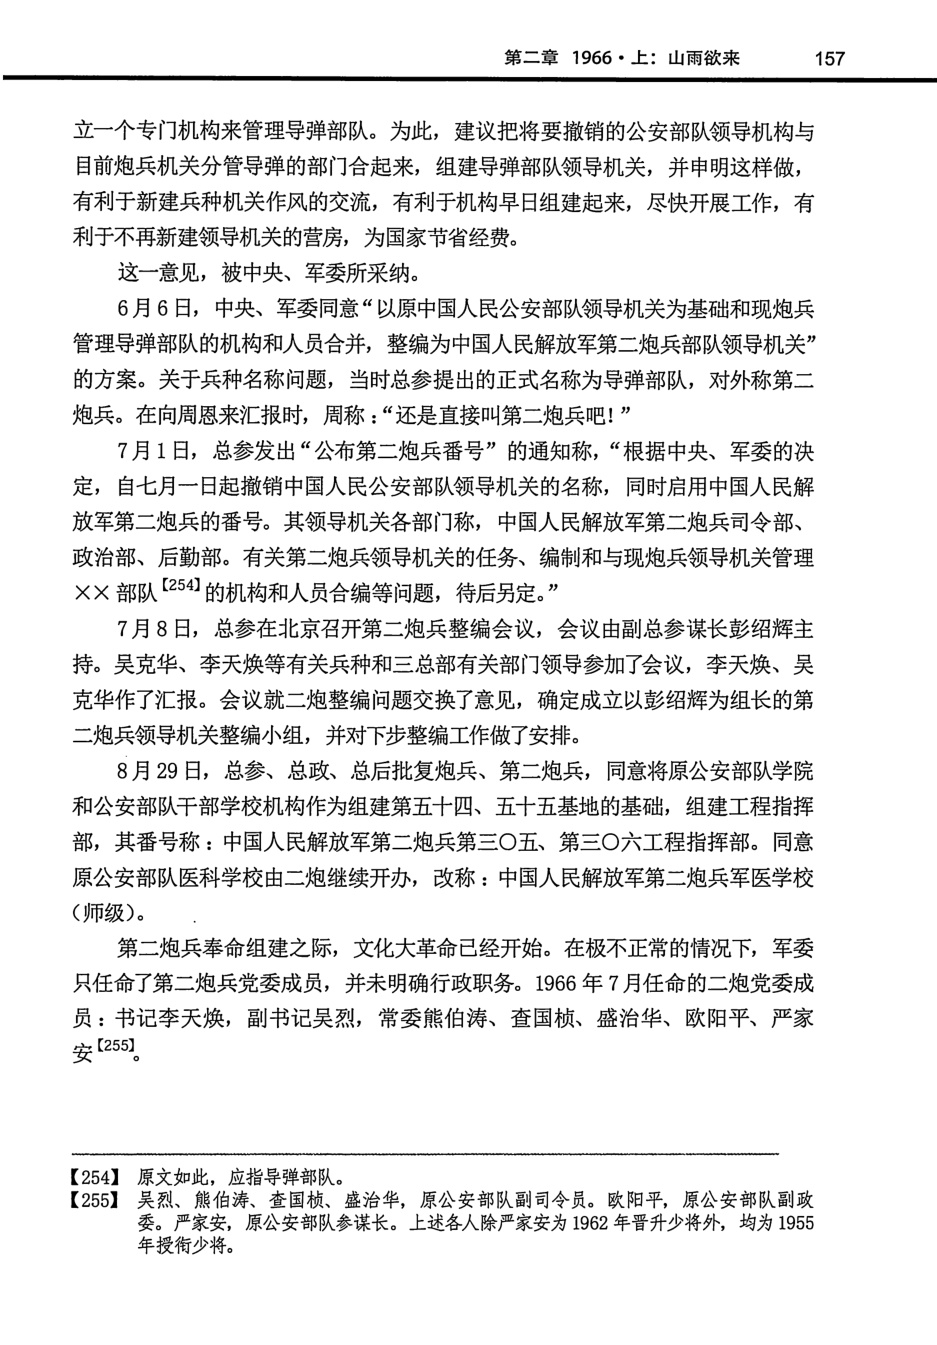 第二章 1966·上：山雨欲来 157
立一个专门机构来管理导弹部队。为此，建议把将要撤销的公安部队领导机构与
目前炮兵机关分管导弹的部门合起来，组建导弹部队领导机关，并申明这样做，
有利于新建兵种机关作风的交流，有利于机构早日组建起来，尽快开展工作，有
利于不再新建领导机关的营房，为国家节省经费。
这一意见，被中央、军委所采纳。
6月6日，中央、军委同意“以原中国人民公安部队领导机关为基础和现炮兵
管理导弹部队的机构和人员合并，整编为中国人民解放军第二炮兵部队领导机关”
的方案。关于兵种名称问题，当时总参提出的正式名称为导弹部队，对外称第二
炮兵。在向周恩来汇报时，周称：“还是直接叫第二炮兵吧！”
7月1日，总参发出“公布第二炮兵番号”的通知称，“根据中央、军委的决
定，自七月一日起撤销中国人民公安部队领导机关的名称，同时启用中国人民解
放军第二炮兵的番号。其领导机关各部门称，中国人民解放军第二炮兵司令部、
政治部、后勤部。有关第二炮兵领导机关的任务、编制和与现炮兵领导机关管理
××部队【254】的机构和人员合编等问题，待后另定。”
7月8日，总参在北京召开第二炮兵整编会议，会议由副总参谋长彭绍辉主
持。吴克华、李天焕等有关兵种和三总部有关部门领导参加了会议，李天焕、吴
克华作了汇报。会议就二炮整编问题交换了意见，确定成立以彭绍辉为组长的第
二炮兵领导机关整编小组，并对下步整编工作做了安排。
8月29日，总参、总政、总后批复炮兵、第二炮兵，同意将原公安部队学院
和公安部队干部学校机构作为组建第五十四、五十五基地的基础，组建工程指挥
部，其番号称：中国人民解放军第二炮兵第三〇五、第三〇六工程指挥部。同意
原公安部队医科学校由二炮继续开办，改称：中国人民解放军第二炮兵军医学校
（师级）。
第二炮兵奉命组建之际，文化大革命已经开始。在极不正常的情况下，军委
只任命了第二炮兵党委成员，并未明确行政职务。1966年7月任命的二炮党委成
员：书记李天焕，副书记吴烈，常委熊伯涛、查国桢、盛治华、欧阳平、严家
安【255】。
【254】 原文如此，应指导弹部队。
【255】 吴烈、熊伯涛、查国桢、盛治华，原公安部队副司令员。欧阳平，原公安部队副政
委。严家安，原公安部队参谋长。上述各人除严家安为1962年晋升少将外，均为1955
年授衔少将。